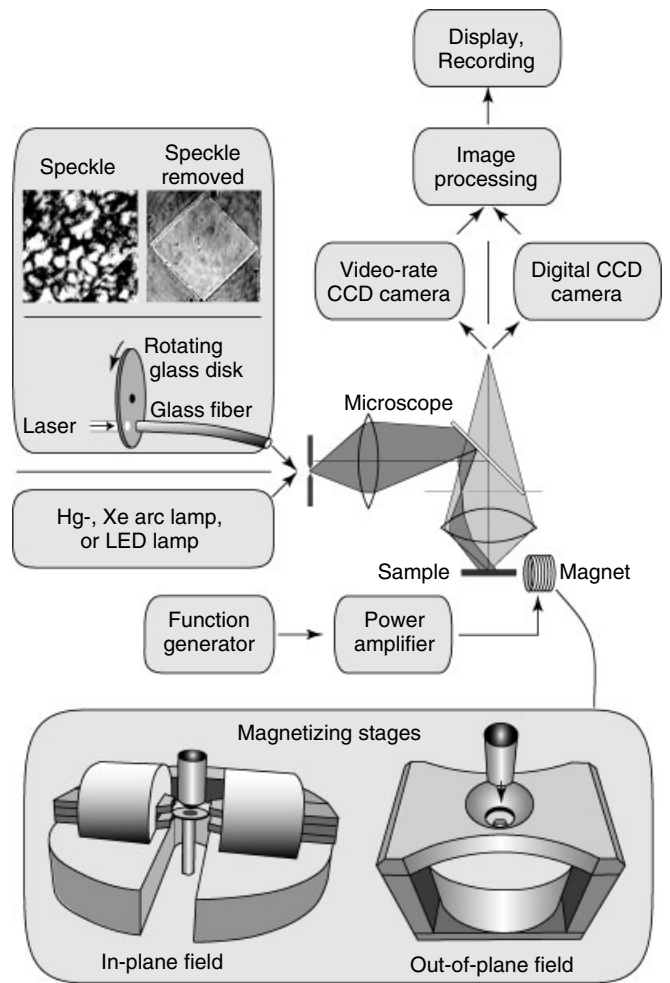 Display,
Recording
Image
processing
Video-rate
CCD camera
Digital CCD
camera
Speckle
Speckle
removed
Rotating
glass disk
Glass fiber
Laser
Microscope
Hg-, Xe arc lamp,
or LED lamp
Sample
Magnet
Function
generator
Power
amplifier
Magnetizing stages
In-plane field
Out-of-plane field